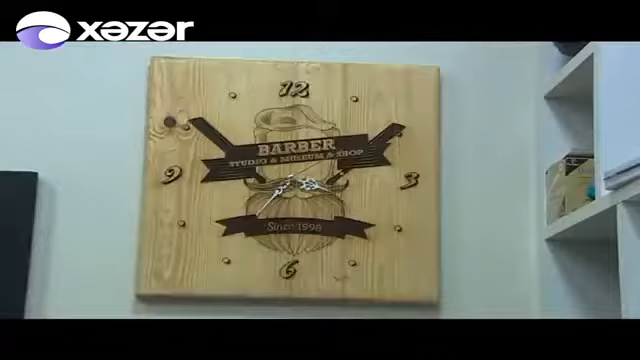 xəzər
12
BARBER
STUDIO & MUSEUM & SHOP
9
3
Since 1998
6